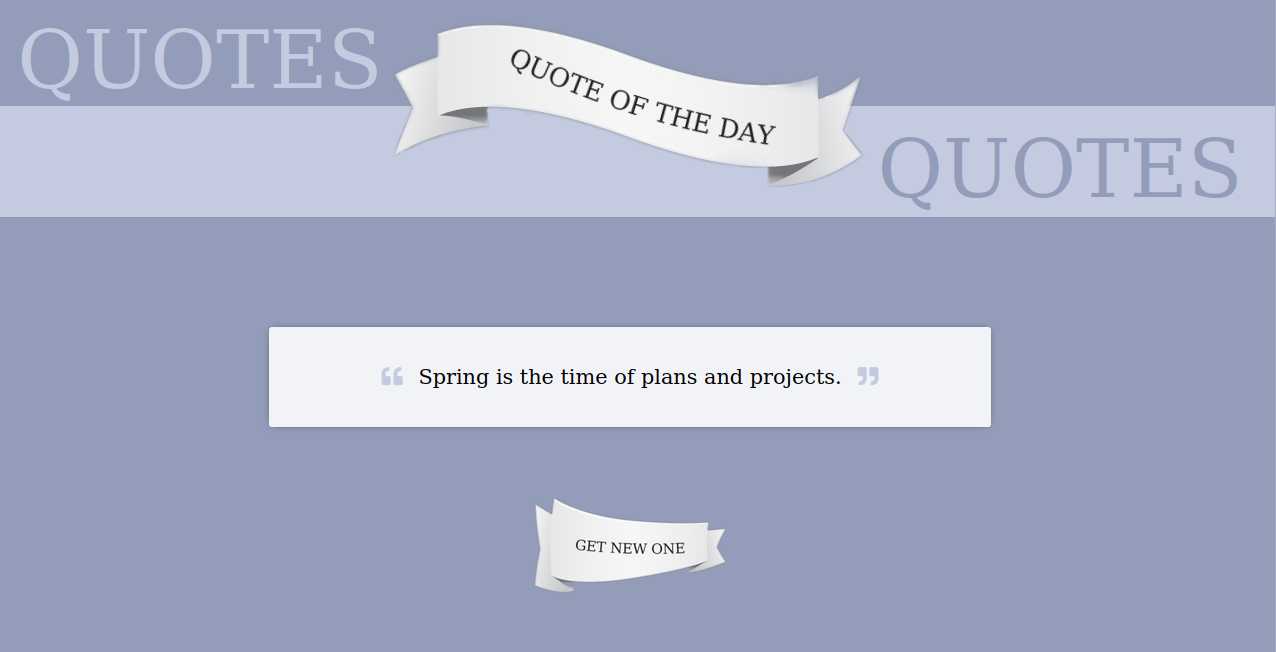 QUOTES
QUOTE OF THE DAY
QUOTES
❝ Spring is the time of plans and projects. ❞
GET NEW ONE